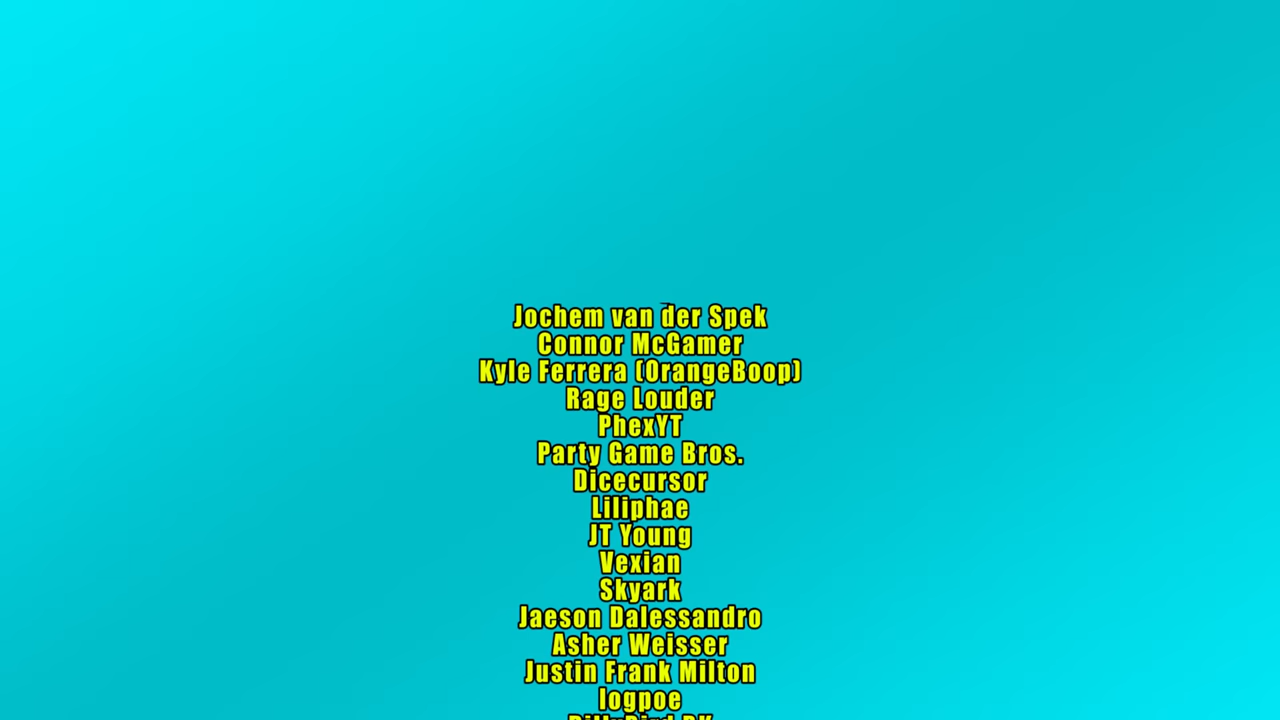 Jochem van der Spek
Connor McGamer
Kyle Ferrera (OrangeBoop)
Rage Louder
PhexYT
Party Game Bros.
Dicecursor
Liliphae
JT Young
Vexian
Skyark
Jaeson Dalessandro
Asher Weisser
Justin Frank Milton
logpoe